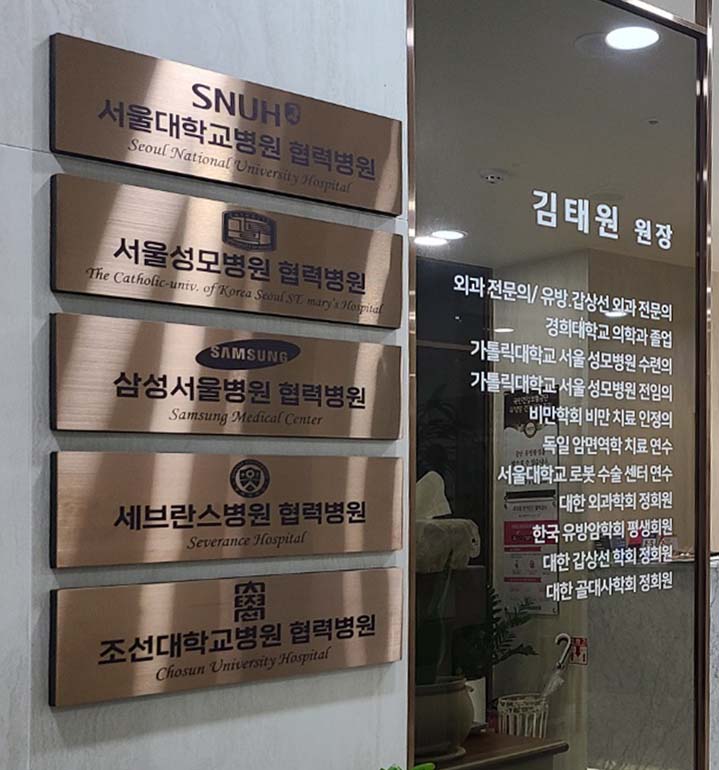 SNUH
서울대학교병원 협력병원
Seoul National University Hospital
서울성모병원 협력병원
The Catholic-univ. of Korea Seoul ST. mary's Hospital
SAMSUNG
삼성서울병원 협력병원
Samsung Medical Center
세브란스병원 협력병원
Severance Hospital
조선대학교병원 협력병원
Chosun University Hospital
김태원 원장
외과 전문의/ 유방.갑상선 외과 전문의
경희대학교 의학과 졸업
가톨릭대학교 서울 성모병원 수련의
가톨릭대학교 서울 성모병원 전임의
비만학회 비만 치료 인정의
독일 암면역학 치료 연수
서울대학교 로봇 수술 센터 연수
대한 외과학회 정회원
한국 유방암학회 평생회원
대한 갑상선 학회 정회원
대한 골대사학회 정회원